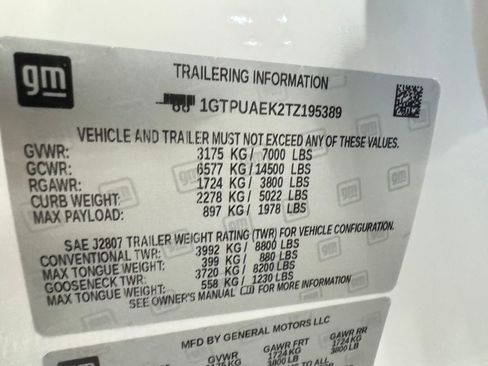 gm
TRAILERING INFORMATION
1GTPUAEK2TZ195389
VEHICLE AND TRAILER MUST NOT EXCEED ANY OF THESE VALUES.
GVWR: 3175 KG/ 7000 LBS
GCWR: 6577 KG/14500 LBS
RGAWR: 1724 KG/ 3800 LBS
CURB WEIGHT: 2278 KG/ 5022 LBS
MAX PAYLOAD: 897 KG/ 1978 LBS
SAE J2807 TRAILER WEIGHT RATING (TWR) FOR VEHICLE CONFIGURATION.
CONVENTIONAL TWR: 3992 KG/ 8800 LBS
MAX TONGUE WEIGHT: 399 KG/ 880 LBS
GOOSENECK TWR: 3720 KG/ 8200 LBS
MAX TONGUE WEIGHT: 558 KG/ 1230 LBS
SEE OWNER'S MANUAL FOR MORE INFORMATION
MFD BY GENERAL MOTORS LLC
gm
GVWR GAWR FRT GAWR RR
3175 KG 1724 KG 1724 KG
3800 LB 3800 LB